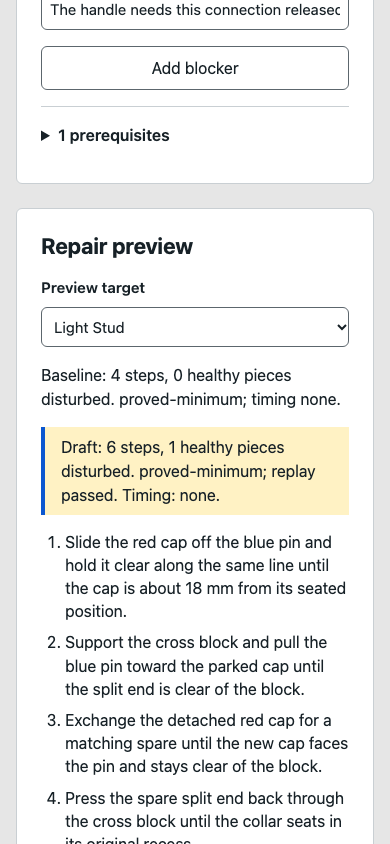 The handle needs this connection released
Add blocker
1 prerequisites
Repair preview
Preview target
Light Stud
Baseline: 4 steps, 0 healthy pieces
disturbed. proved-minimum; timing none.
Draft: 6 steps, 1 healthy pieces
disturbed. proved-minimum; replay
passed. Timing: none.
1. Slide the red cap off the blue pin and
hold it clear along the same line until
the cap is about 18 mm from its seated
position.
2. Support the cross block and pull the
blue pin toward the parked cap until
the split end is clear of the block.
3. Exchange the detached red cap for a
matching spare until the new cap faces
the pin and stays clear of the block.
4. Press the spare split end back through
the cross block until the collar seats in
its original recess.